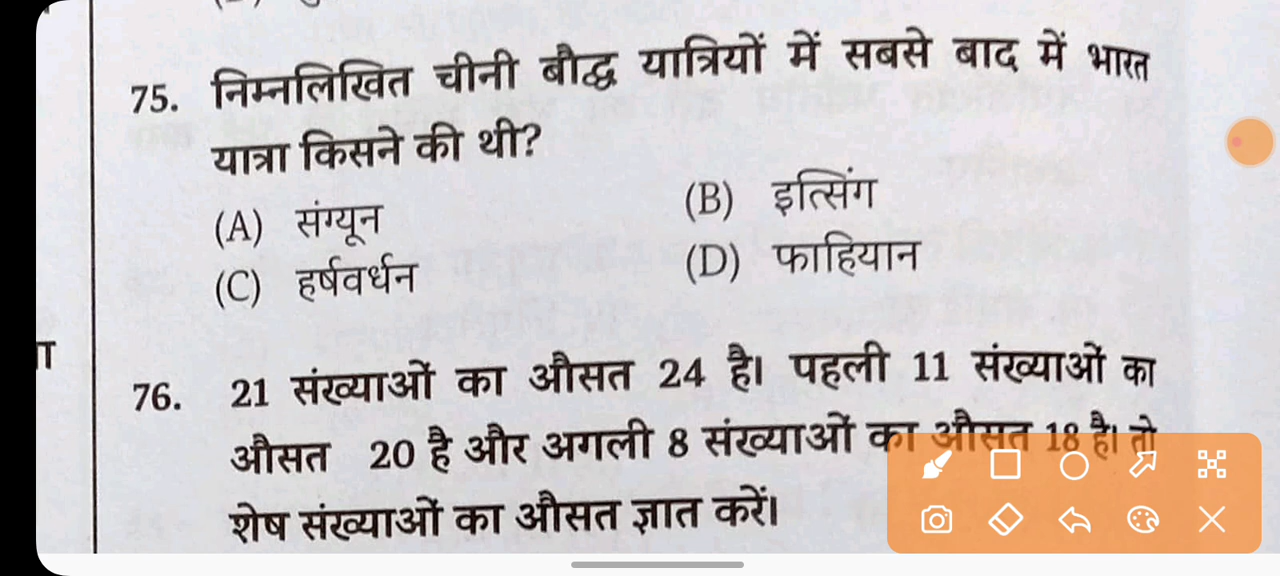 75. निम्नलिखित चीनी बौद्ध यात्रियों में सबसे बाद में भारत
यात्रा किसने की थी?
(A) संग्यून (B) इत्सिंग
(C) हर्षवर्धन (D) फाहियान
ा
76. 21 संख्याओं का औसत 24 है। पहली 11 संख्याओं का
औसत 20 है और अगली 8 संख्याओं का औसत 18 है। तो
शेष संख्याओं का औसत ज्ञात करें।